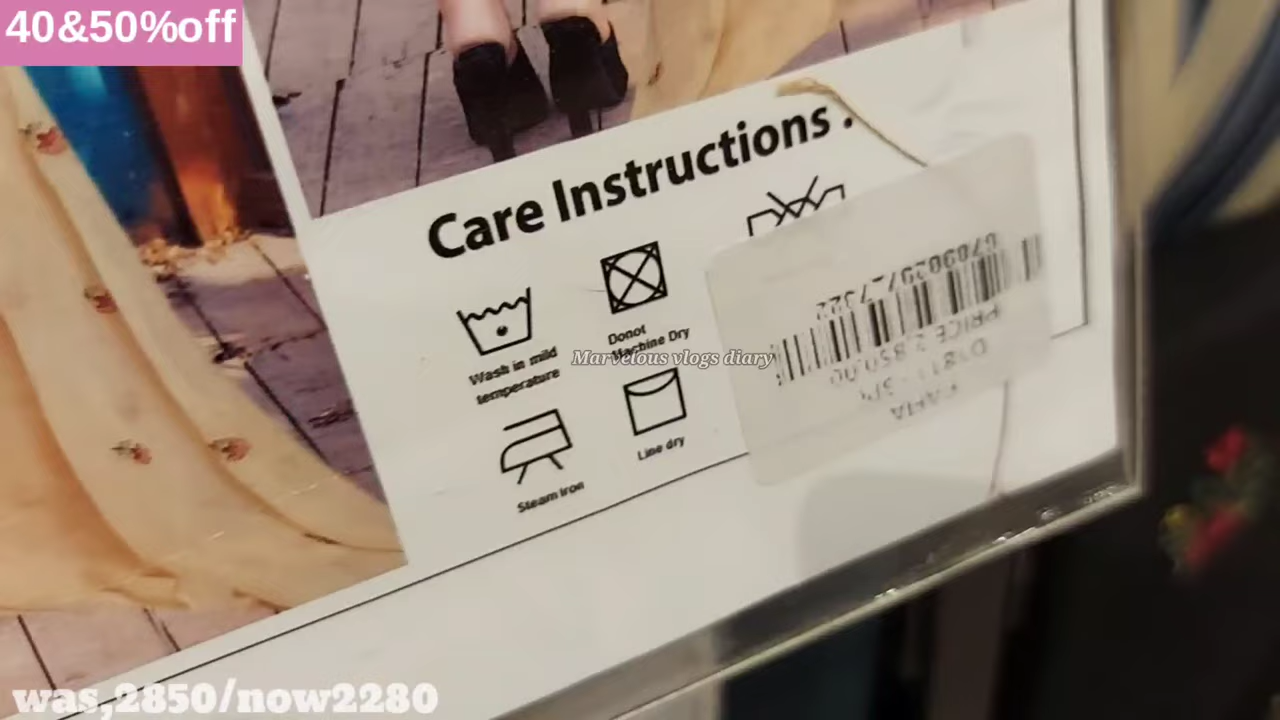 40&50%off
Care Instructions :
Wash in mild
temperature
Donot
Machine Dry
Steam Iron
Line dry
Marvelous vlogs diary
PRICE 2,850.00
was,2850/now2280